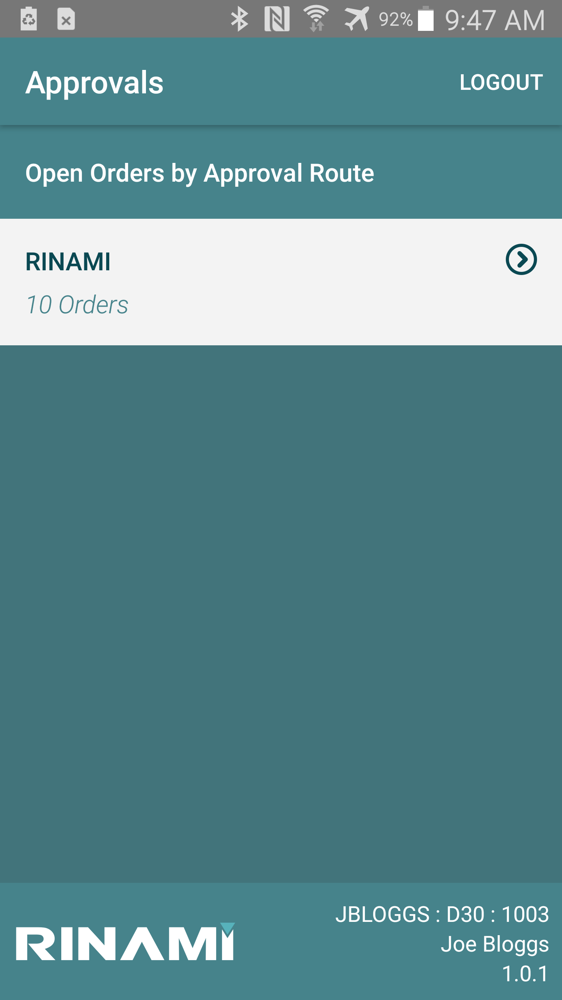 92% 9:47 AM
Approvals LOGOUT
Open Orders by Approval Route
RINAMI
10 Orders
JBLOGGS : D30 : 1003
RINAMI
Joe Bloggs
1.0.1